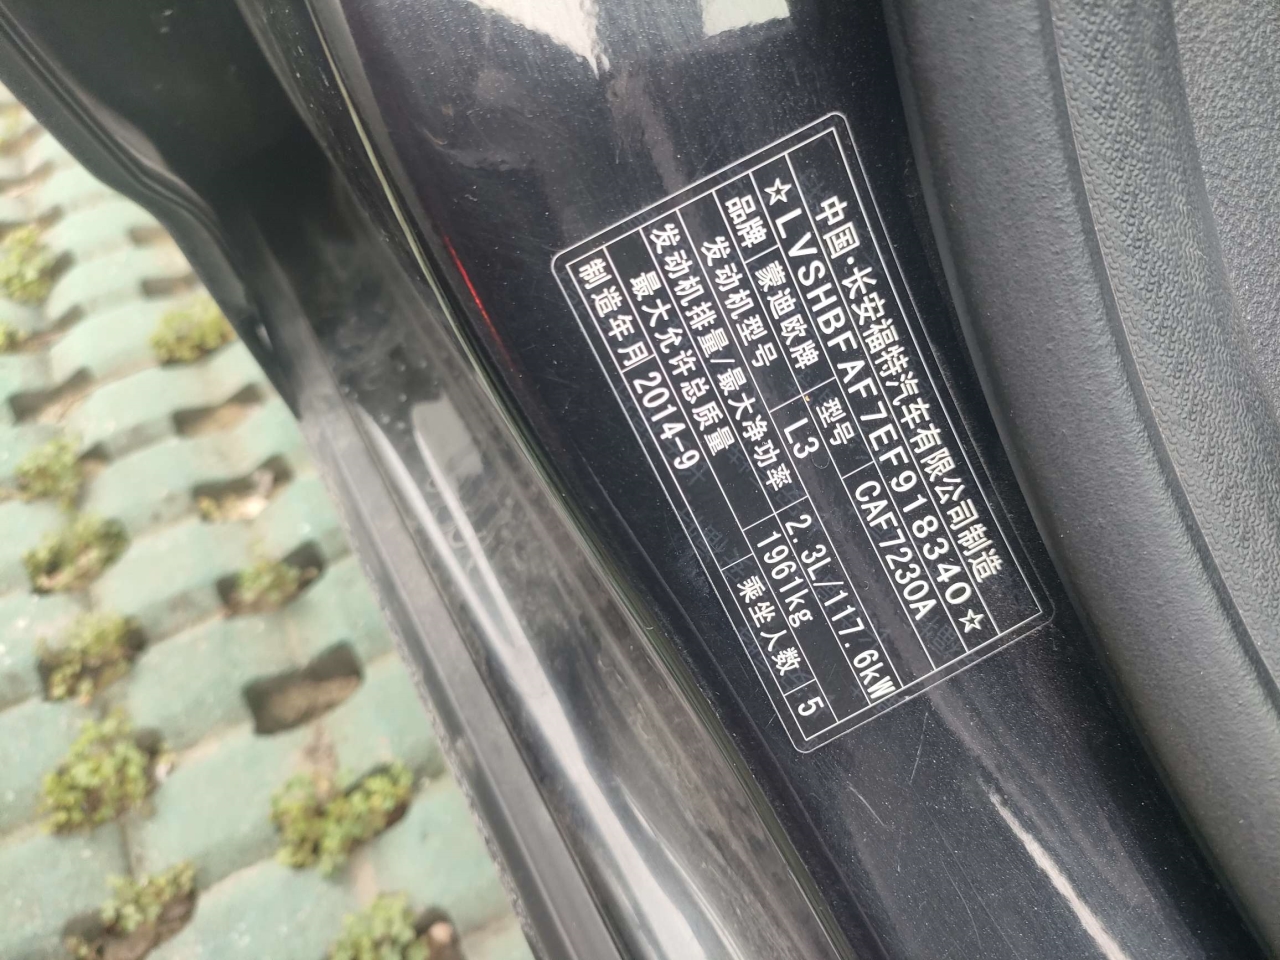 中国·长安福特汽车有限公司制造
☆LVSHBFAF7EF918340☆
品牌 蒙迪欧牌 型号 CAF7230A
发动机型号 L3
发动机排量/最大净功率 2.3L/117.6kW
最大允许总质量 1961kg 乘坐人数 5
制造年月 2014-9